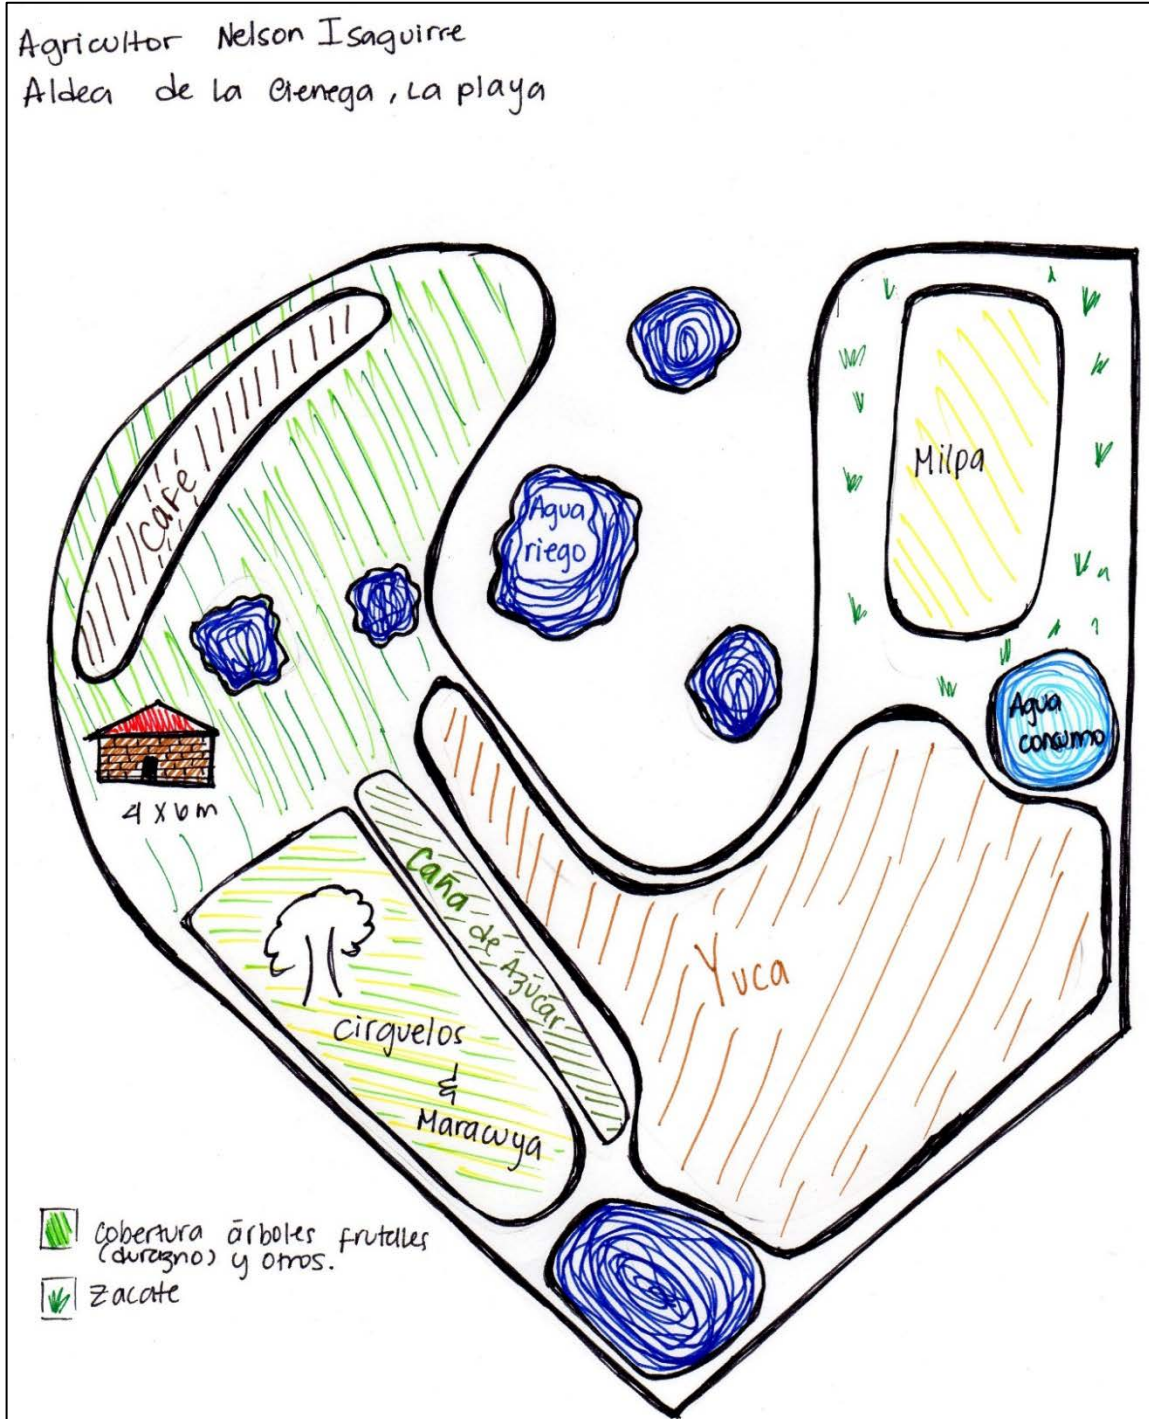 Agricultor Nelson Isaguirre
Aldea de la Cienega, La playa
Café
Agua
riego
Milpa
Agua
consumo
4 x 6 m
Caña de Azúcar
Yuca
cirguelos
&
Maracuya
Cobertura árboles frutales
(durazno) y otros.
Zacate